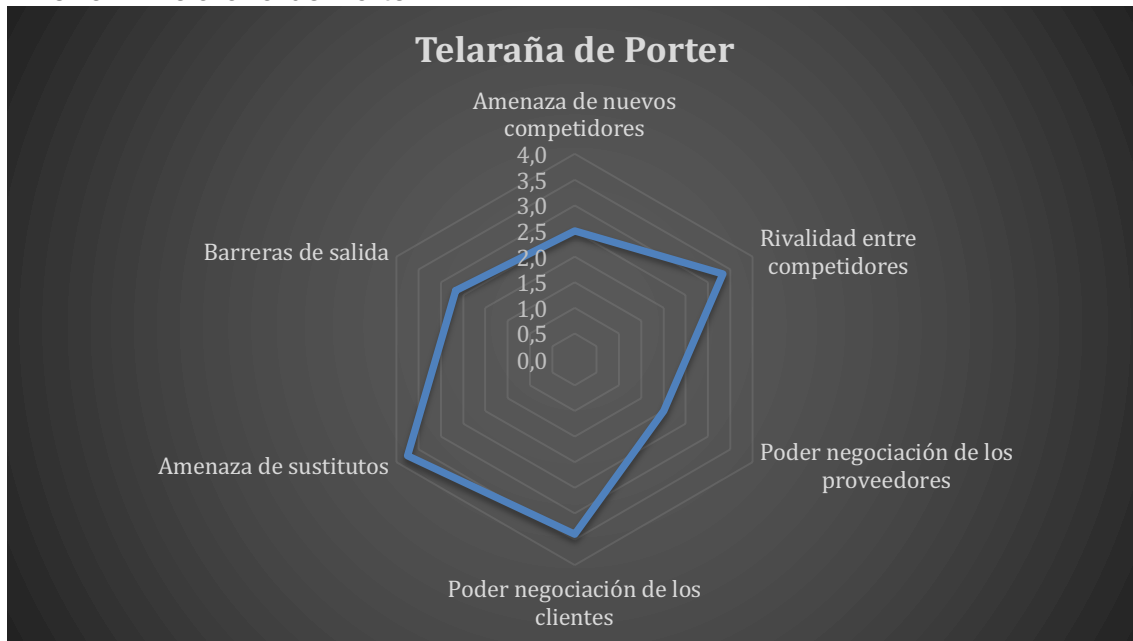 Telaraña de Porter
Amenaza de nuevos
competidores
4,0
3,5
3,0
2,5
2,0
1,5
1,0
0,5
0,0
Rivalidad entre
competidores
Poder negociación de los
proveedores
Poder negociación de los
clientes
Amenaza de sustitutos
Barreras de salida